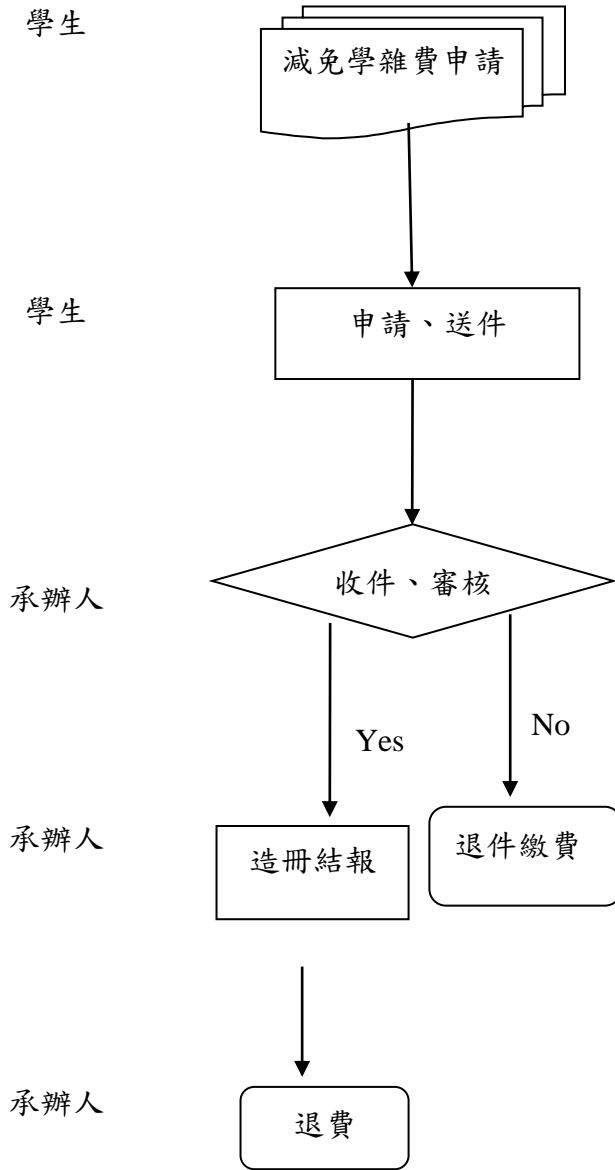 學生
減免學雜費申請
學生
申請、送件
承辦人
收件、審核
Yes
No
承辦人
造冊結報
退件繳費
承辦人
退費